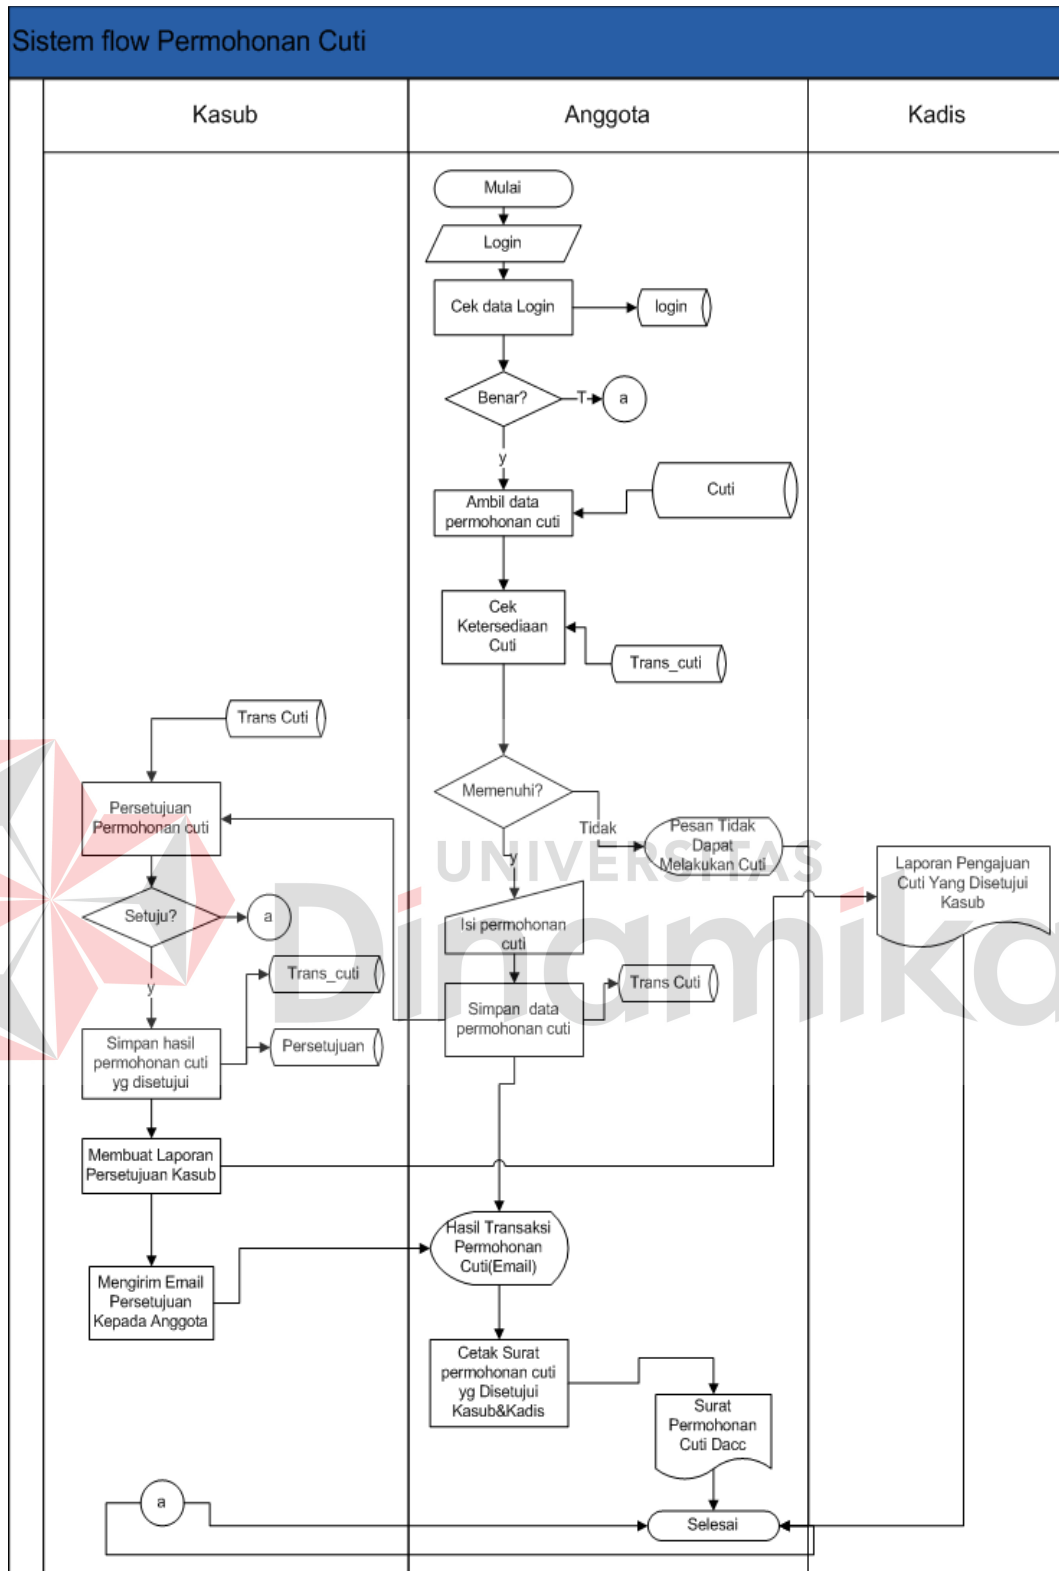 Sistem flow Permohonan Cuti
Kasub
Anggota
Kadis
Mulai
Login
Cek data Login
login
Benar?
T
a
y
Ambil data
permohonan cuti
Cuti
Cek
Ketersediaan
Cuti
Trans_cuti
Trans Cuti
Persetujuan
Permohonan cuti
Memenuhi?
Tidak
Pesan Tidak
Dapat
Melakukan Cuti
UNIVERSITAS
Dinamika
Laporan Pengajuan
Cuti Yang Disetujui
Kasub
y
Setuju?
a
Isi permohonan
cuti
y
Trans_cuti
Simpan data
permohonan cuti
Trans Cuti
Simpan hasil
permohonan cuti
yg disetujui
Persetujuan
Membuat Laporan
Persetujuan Kasub
Hasil Transaksi
Permohonan
Cuti(Email)
Mengirim Email
Persetujuan
Kepada Anggota
Cetak Surat
permohonan cuti
yg Disetujui
Kasub&Kadis
Surat
Permohonan
Cuti Dacc
a
Selesai